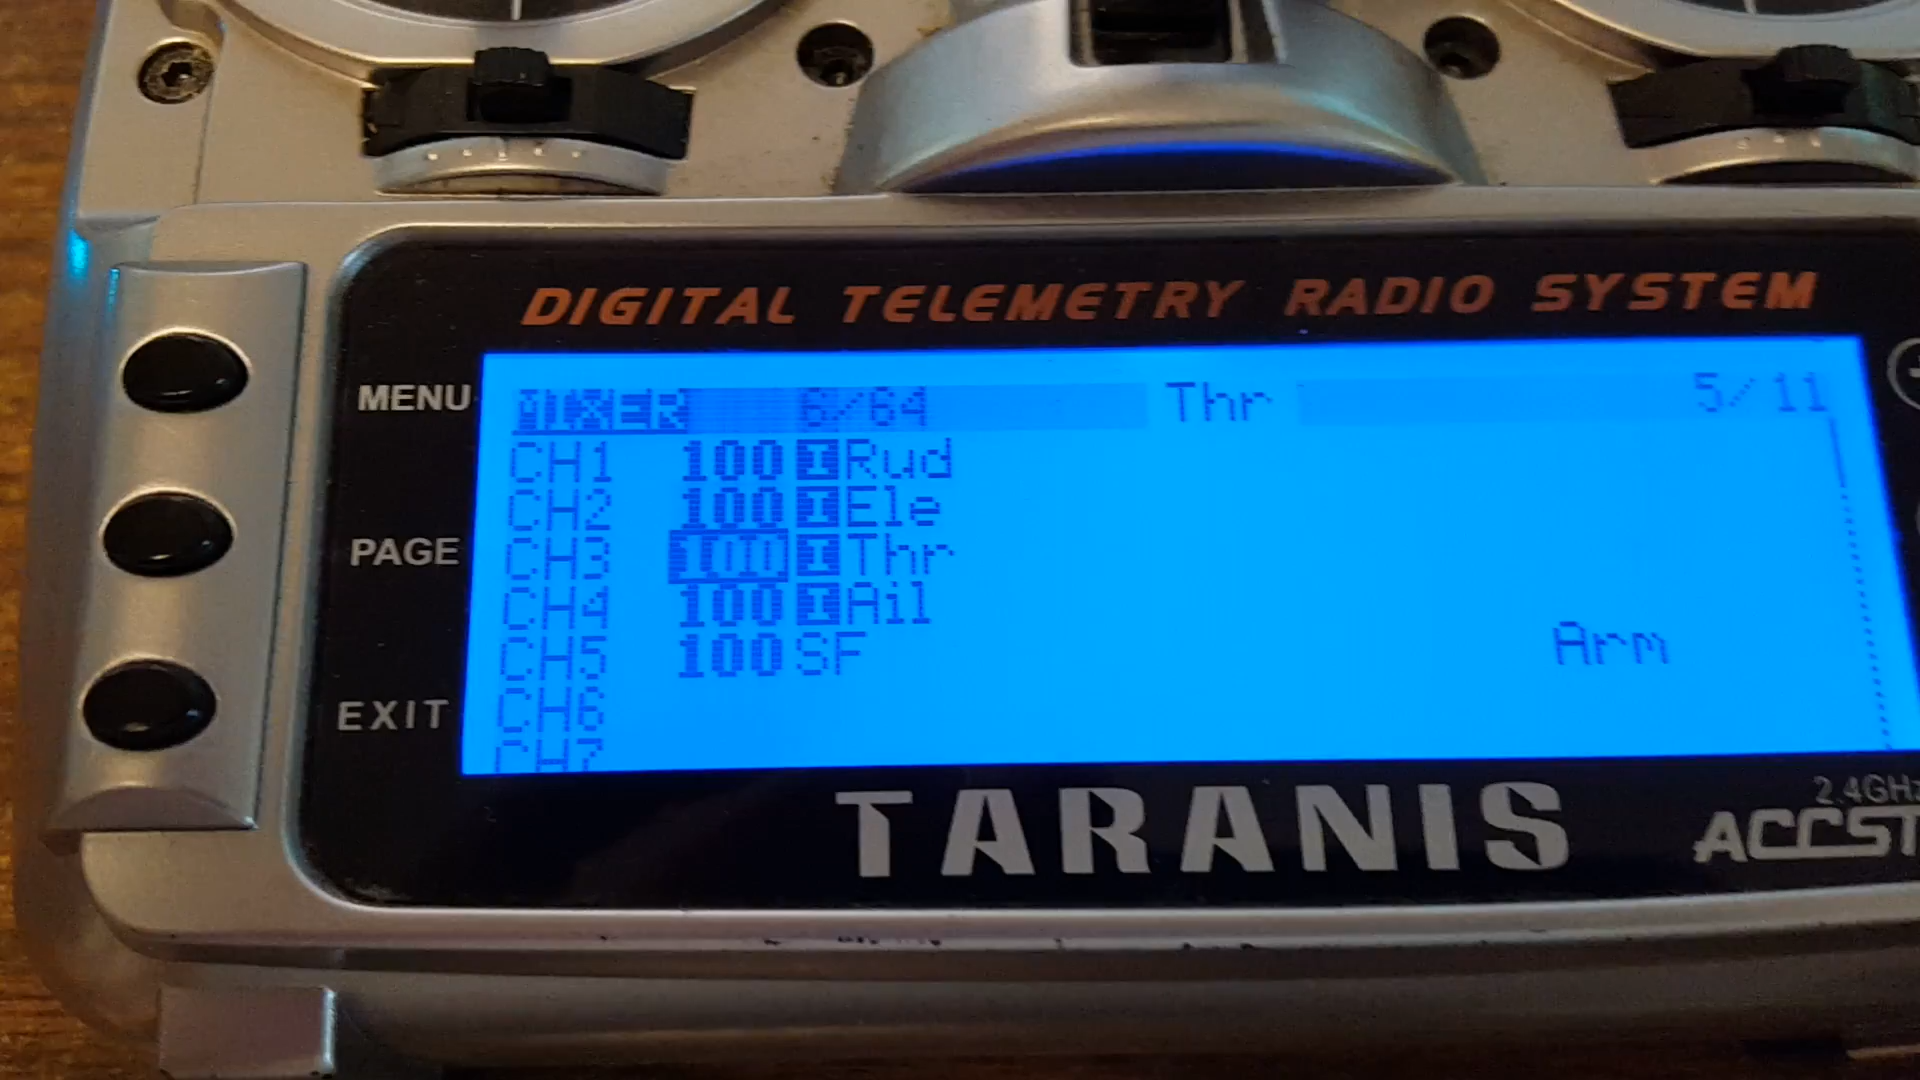 DIGITAL TELEMETRY RADIO SYSTEM
MENU
PAGE
EXIT
MIXER 6/64 Thr 5/11
CH1 100 I Rud
CH2 100 I Ele
CH3 100 I Thr
CH4 100 I Ail
CH5 100 SF Arm
CH6
CH7
TARANIS
2.4GHz
ACCST